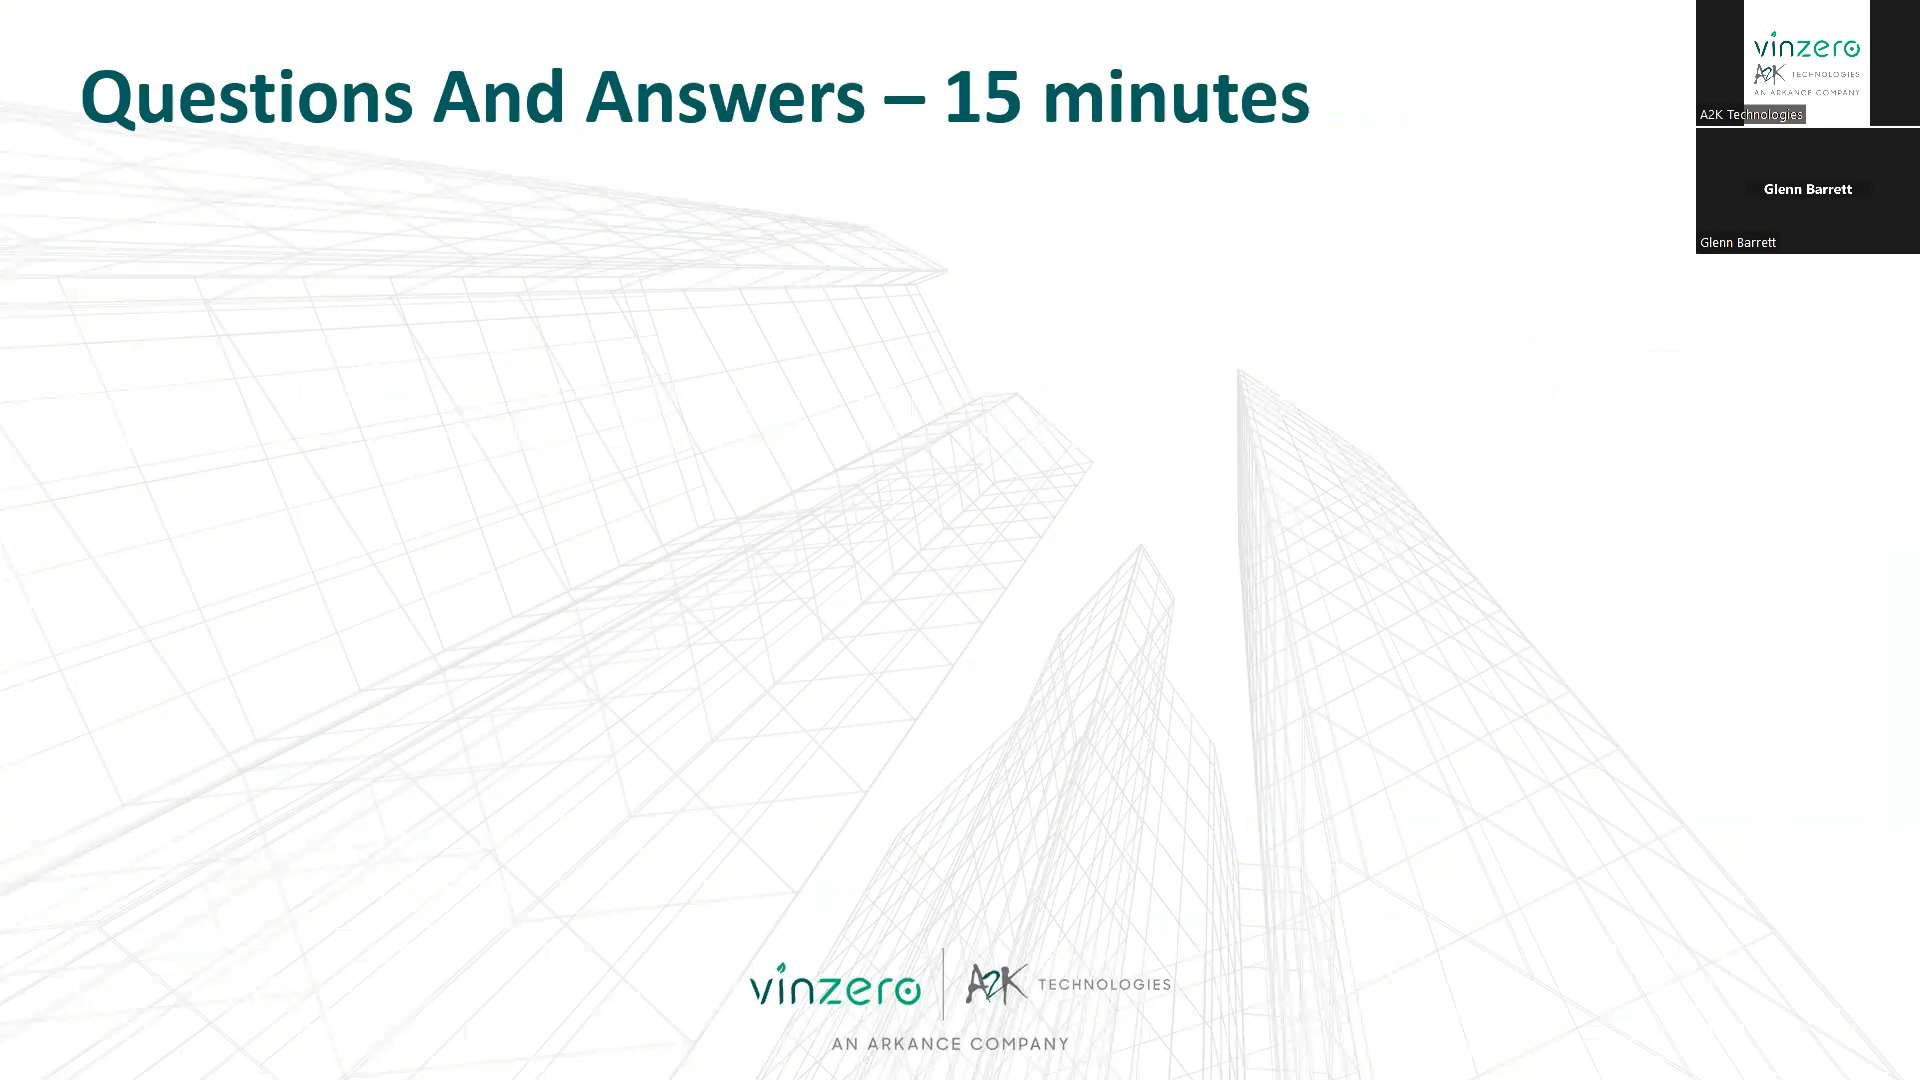 Questions And Answers – 15 minutes
vinzero
A2K TECHNOLOGIES
AN ARKANCE COMPANY
A2K Technologies
Glenn Barrett
Glenn Barrett
vinzero | A2K TECHNOLOGIES
AN ARKANCE COMPANY